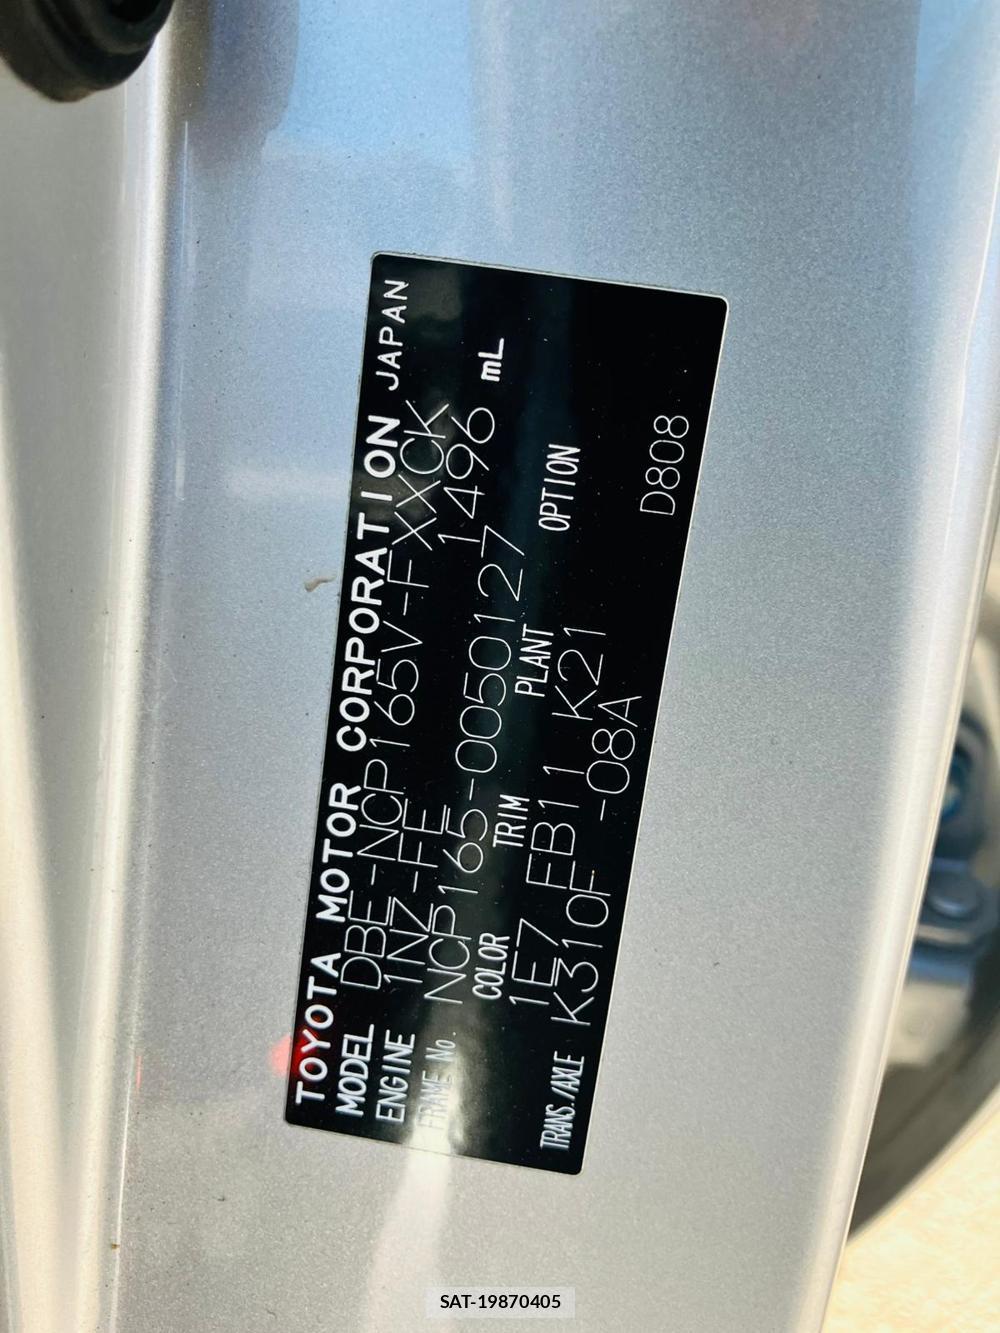 TOYOTA MOTOR CORPORATION JAPAN
MODEL DBE-NCP165V-FXXCK
ENGINE 1NZ-FE 1496 mL
FRAME No. NCP165-0050127
COLOR TRIM PLANT OPTION
1E7 FB11 K21
TRANS./AXLE K310F -08A D808
SAT-19870405